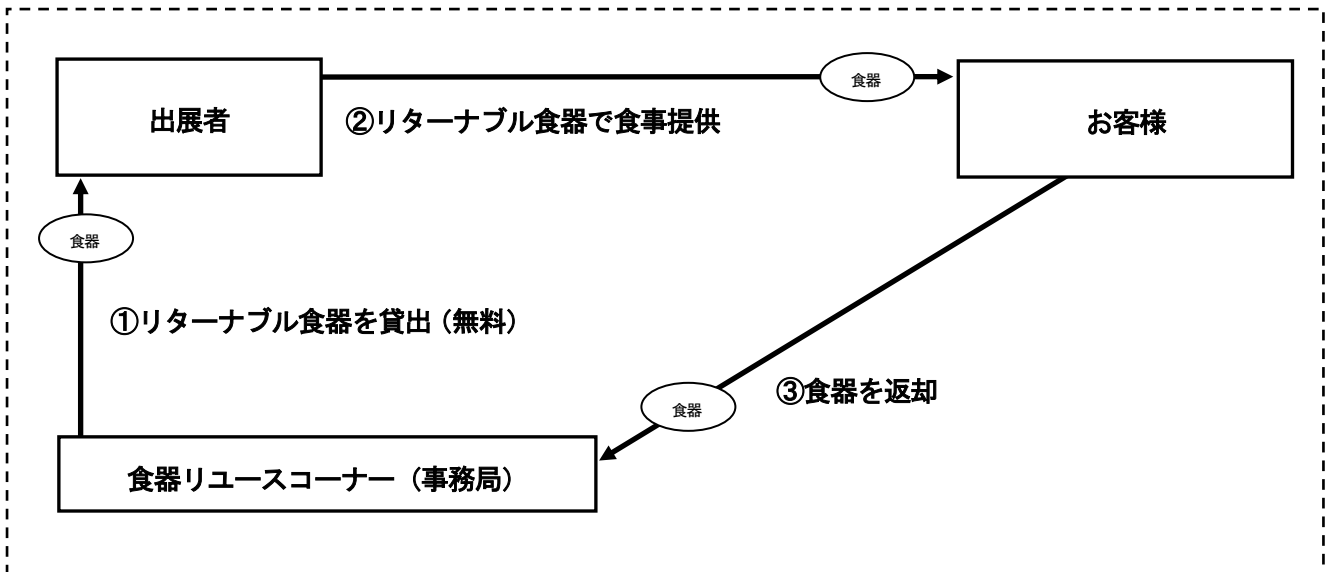 出展者
食器
お客様
②リターナブル食器で食事提供
食器
①リターナブル食器を貸出（無料）
③食器を返却
食器
食器リユースコーナー（事務局）